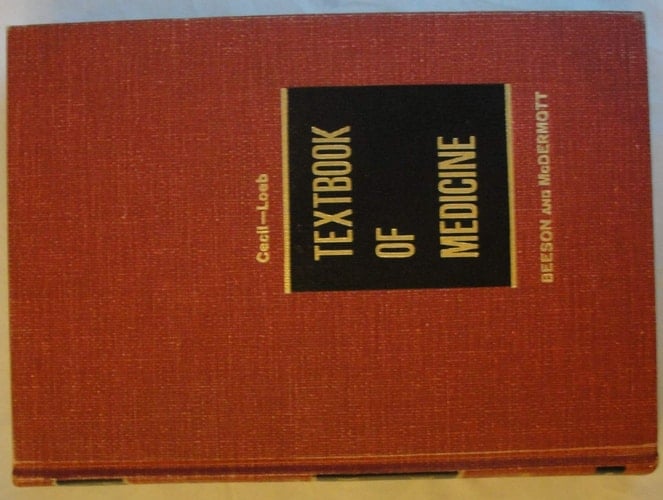 Cecil—Loeb
TEXTBOOK
OF
MEDICINE
BEESON AND McDERMOTT